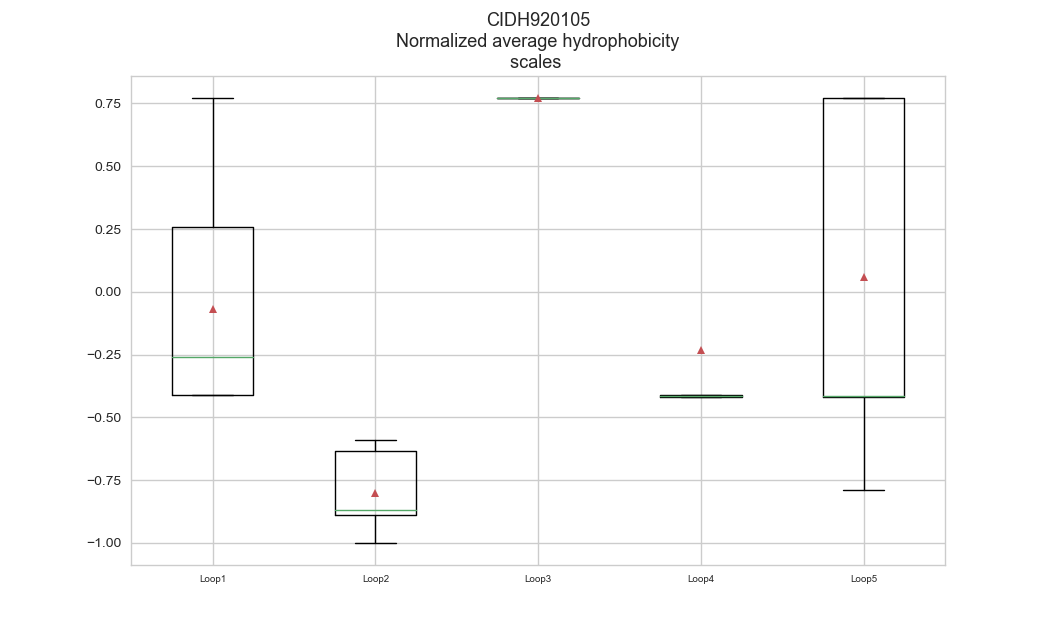 CIDH920105
Normalized average hydrophobicity
scales
0.75
0.50
0.25
0.00
−0.25
−0.50
−0.75
−1.00
Loop1 Loop2 Loop3 Loop4 Loop5